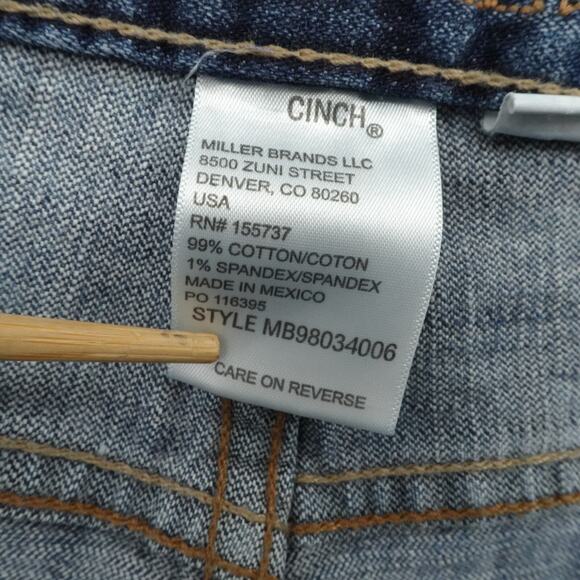 CINCH®
MILLER BRANDS LLC
8500 ZUNI STREET
DENVER, CO 80260
USA
RN# 155737
99% COTTON/COTON
1% SPANDEX/SPANDEX
MADE IN MEXICO
PO 116395
STYLE MB98034006
CARE ON REVERSE